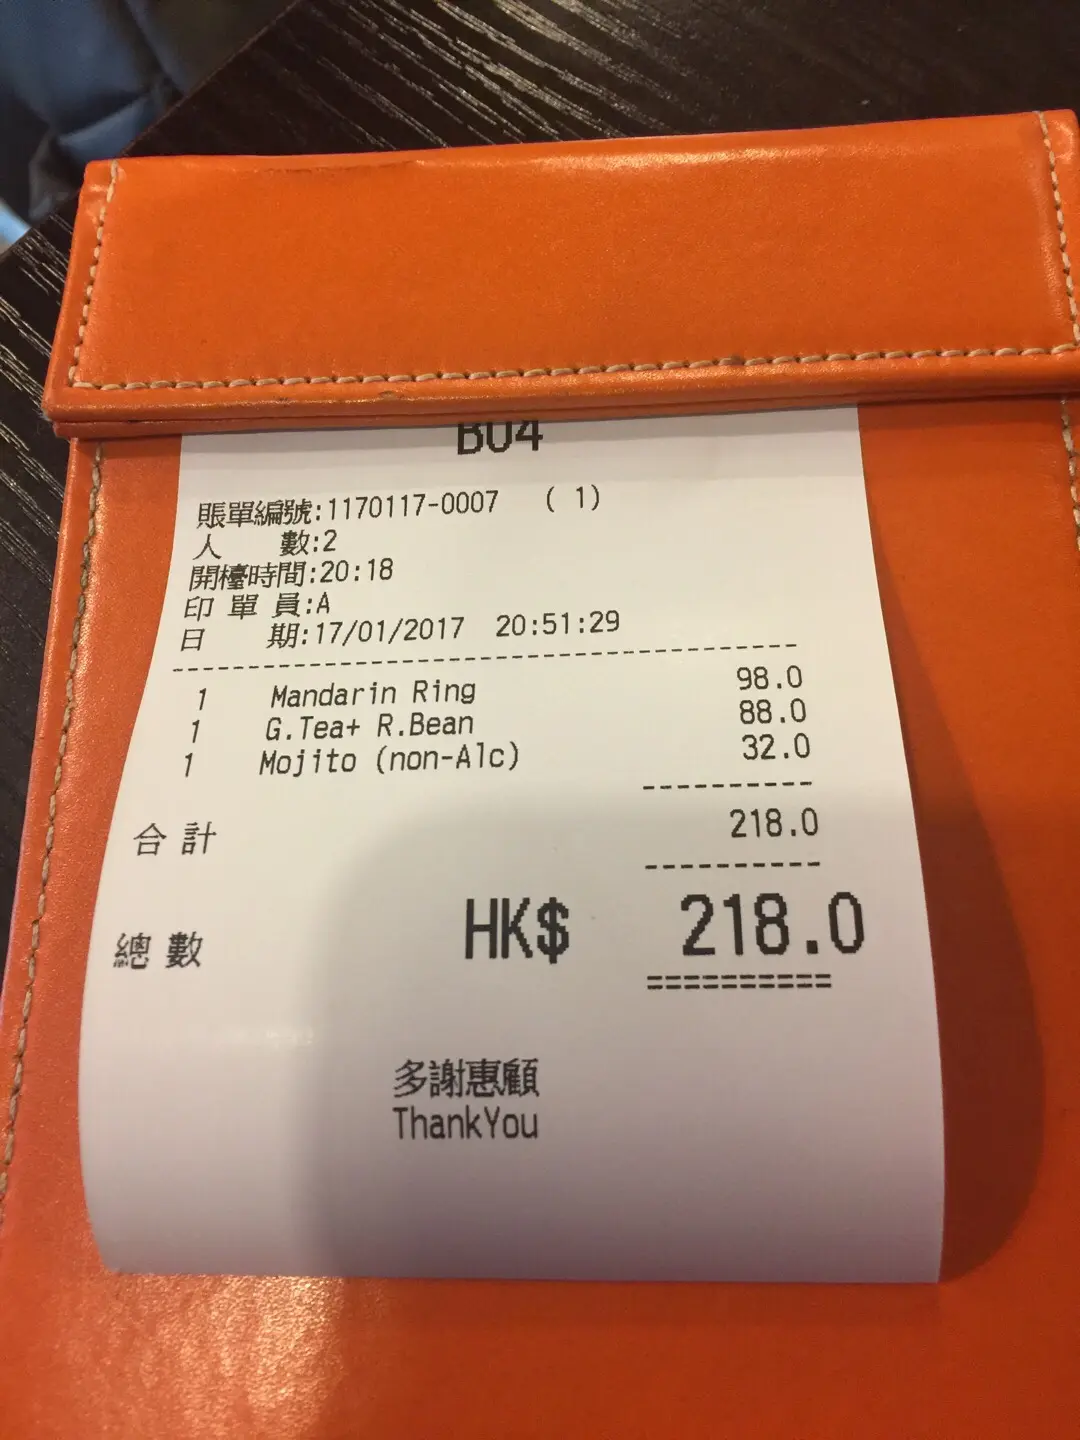 B04
賬單編號:1170117-0007 ( 1)
人 數:2
開檯時間:20:18
印 單 員:A
日 期:17/01/2017 20:51:29
1 Mandarin Ring 98.0
1 G.Tea+ R.Bean 88.0
1 Mojito (non-Alc) 32.0
合 計 218.0
總 數 HK$ 218.0
多謝惠顧
ThankYou